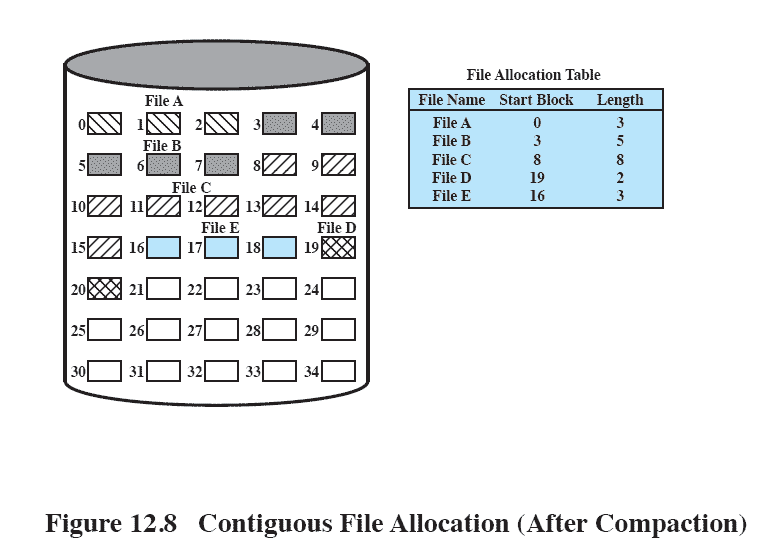 File Allocation Table
File Name Start Block Length
File A 0 3
File B 3 5
File C 8 8
File D 19 2
File E 16 3
File A
0 1 2 3 4
File B
5 6 7 8 9
File C
10 11 12 13 14
File E File D
15 16 17 18 19
20 21 22 23 24
25 26 27 28 29
30 31 32 33 34
Figure 12.8 Contiguous File Allocation (After Compaction)